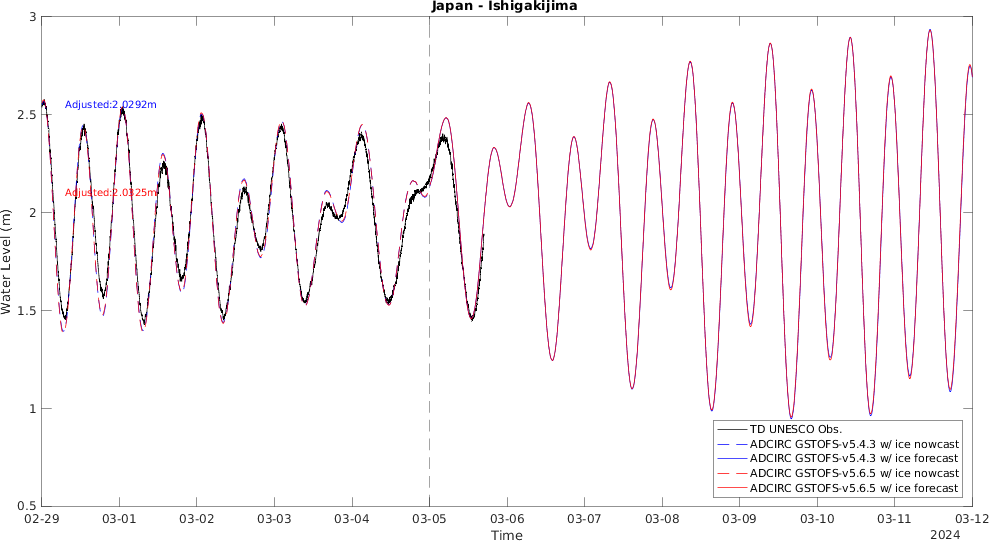 Japan - Ishigakijima
3
2.5
2
1.5
1
0.5
Water Level (m)
Adjusted:2.0292m
Adjusted:2.0325m
TD UNESCO Obs.
ADCIRC GSTOFS-v5.4.3 w/ ice nowcast
ADCIRC GSTOFS-v5.4.3 w/ ice forecast
ADCIRC GSTOFS-v5.6.5 w/ ice nowcast
ADCIRC GSTOFS-v5.6.5 w/ ice forecast
02-29 03-01 03-02 03-03 03-04 03-05 03-06 03-07 03-08 03-09 03-10 03-11 03-12
Time
2024